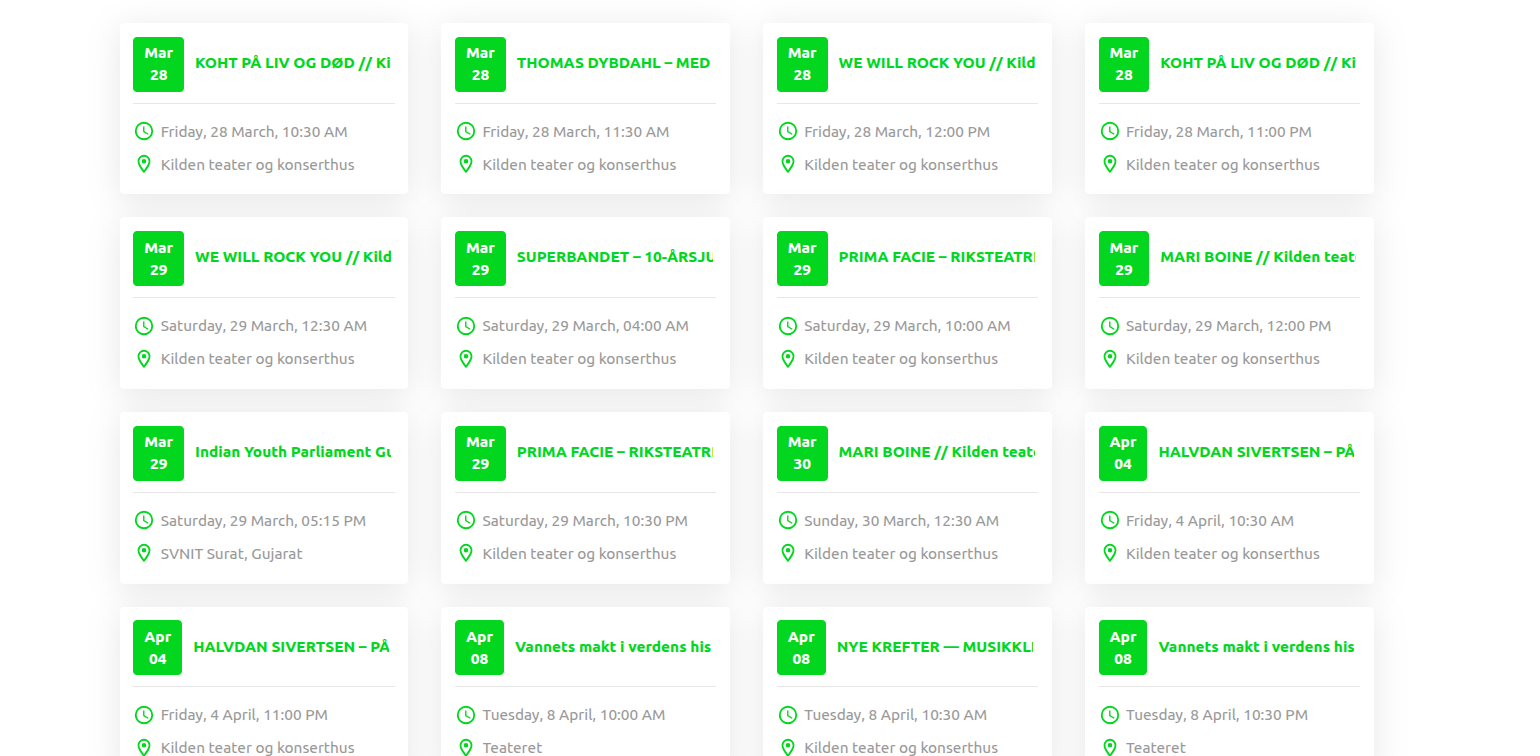 Mar
28
KOHT PÅ LIV OG DØD // Ki
Friday, 28 March, 10:30 AM
Kilden teater og konserthus
Mar
28
THOMAS DYBDAHL – MED
Friday, 28 March, 11:30 AM
Kilden teater og konserthus
Mar
28
WE WILL ROCK YOU // Kild
Friday, 28 March, 12:00 PM
Kilden teater og konserthus
Mar
28
KOHT PÅ LIV OG DØD // Ki
Friday, 28 March, 11:00 PM
Kilden teater og konserthus
Mar
29
WE WILL ROCK YOU // Kild
Saturday, 29 March, 12:30 AM
Kilden teater og konserthus
Mar
29
SUPERBANDET – 10-ÅRSJU
Saturday, 29 March, 04:00 AM
Kilden teater og konserthus
Mar
29
PRIMA FACIE – RIKSTEATRE
Saturday, 29 March, 10:00 AM
Kilden teater og konserthus
Mar
29
MARI BOINE // Kilden teat
Saturday, 29 March, 12:00 PM
Kilden teater og konserthus
Mar
29
Indian Youth Parliament Gu
Saturday, 29 March, 05:15 PM
SVNIT Surat, Gujarat
Mar
29
PRIMA FACIE – RIKSTEATRE
Saturday, 29 March, 10:30 PM
Kilden teater og konserthus
Mar
30
MARI BOINE // Kilden teate
Sunday, 30 March, 12:30 AM
Kilden teater og konserthus
Apr
04
HALVDAN SIVERTSEN – PÅ
Friday, 4 April, 10:30 AM
Kilden teater og konserthus
Apr
04
HALVDAN SIVERTSEN – PÅ
Friday, 4 April, 11:00 PM
Kilden teater og konserthus
Apr
08
Vannets makt i verdens his
Tuesday, 8 April, 10:00 AM
Teateret
Apr
08
NYE KREFTER — MUSIKKLI
Tuesday, 8 April, 10:30 AM
Kilden teater og konserthus
Apr
08
Vannets makt i verdens his
Tuesday, 8 April, 10:30 PM
Teateret